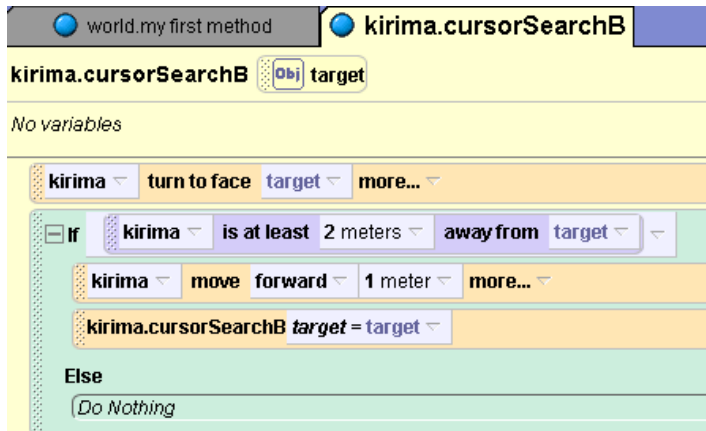 world.my first method kirima.cursorSearchB
kirima.cursorSearchB Obj target
No variables
kirima turn to face target more...
If kirima is at least 2 meters away from target
kirima move forward 1 meter more...
kirima.cursorSearchB target = target
Else
Do Nothing